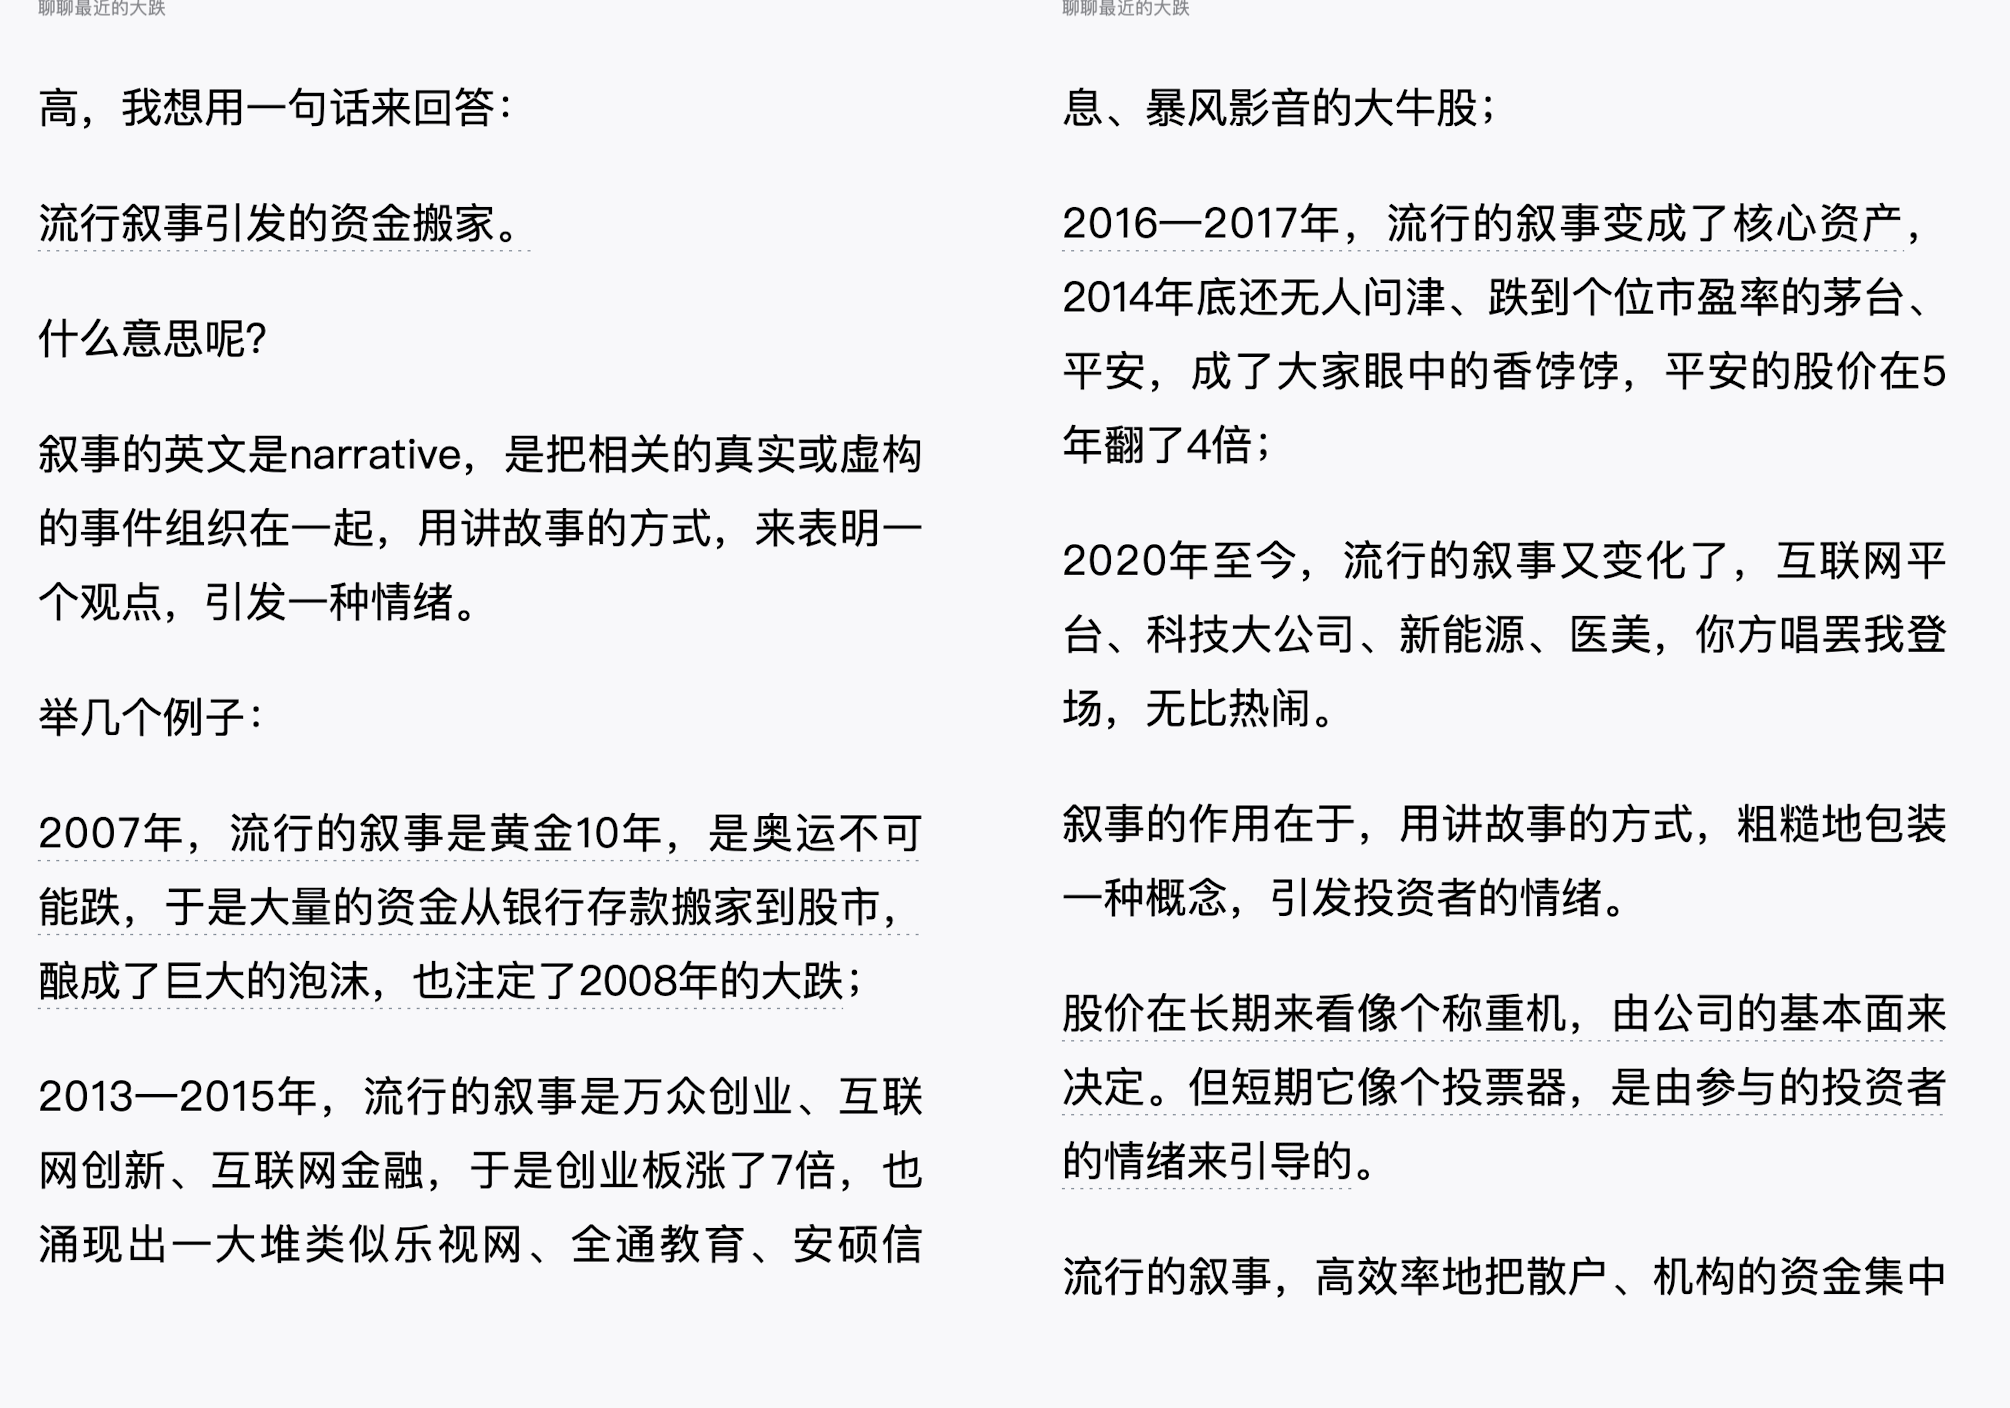 聊聊最近的大跌
高，我想用一句话来回答：
流行叙事引发的资金搬家。
什么意思呢？
叙事的英文是narrative，是把相关的真实或虚构
的事件组织在一起，用讲故事的方式，来表明一
个观点，引发一种情绪。
举几个例子：
2007年，流行的叙事是黄金10年，是奥运不可
能跌，于是大量的资金从银行存款搬家到股市，
酿成了巨大的泡沫，也注定了2008年的大跌；
2013—2015年，流行的叙事是万众创业、互联
网创新、互联网金融，于是创业板涨了7倍，也
涌现出一大堆类似乐视网、全通教育、安硕信
聊聊最近的大跌
息、暴风影音的大牛股；
2016—2017年，流行的叙事变成了核心资产，
2014年底还无人问津、跌到个位市盈率的茅台、
平安，成了大家眼中的香饽饽，平安的股价在5
年翻了4倍；
2020年至今，流行的叙事又变化了，互联网平
台、科技大公司、新能源、医美，你方唱罢我登
场，无比热闹。
叙事的作用在于，用讲故事的方式，粗糙地包装
一种概念，引发投资者的情绪。
股价在长期来看像个称重机，由公司的基本面来
决定。但短期它像个投票器，是由参与的投资者
的情绪来引导的。
流行的叙事，高效率地把散户、机构的资金集中